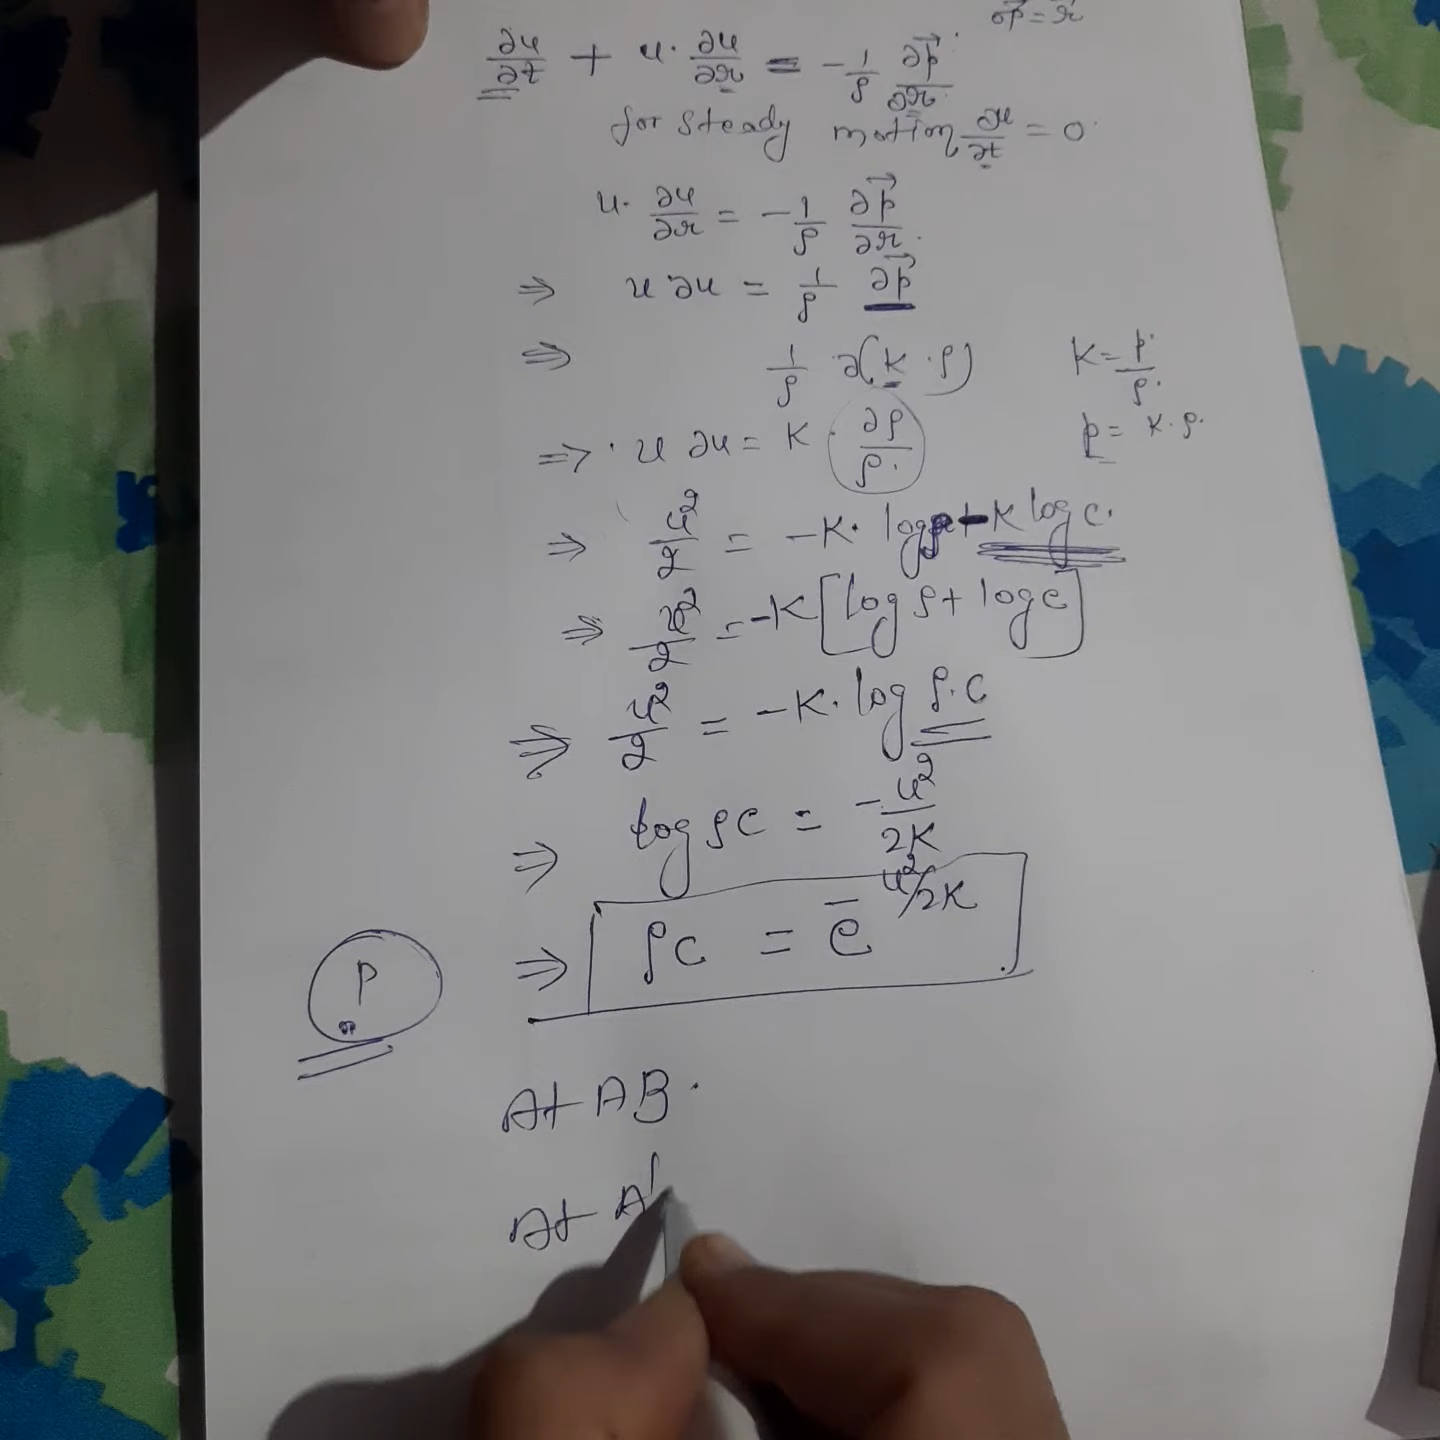 op = r
∂u/∂t + u. ∂u/∂r = -1/ρ ∂p/∂r
for steady motion ∂u/∂t = 0
u. ∂u/∂r = -1/ρ ∂p/∂r.
⇒ u ∂u = 1/ρ ∂p
⇒ 1/ρ ∂(K.ρ) K = p/ρ.
⇒ u ∂u = K. ∂ρ/ρ. p = K.ρ.
⇒ u²/2 = -K. log ρ - K log c.
⇒ u²/2 = -K[log ρ + log c]
⇒ u²/2 = -K. log ρ.c
⇒ log ρc = -u²/2K
⇒ ρc = e^-u²/2K
P
At AB.
At A'